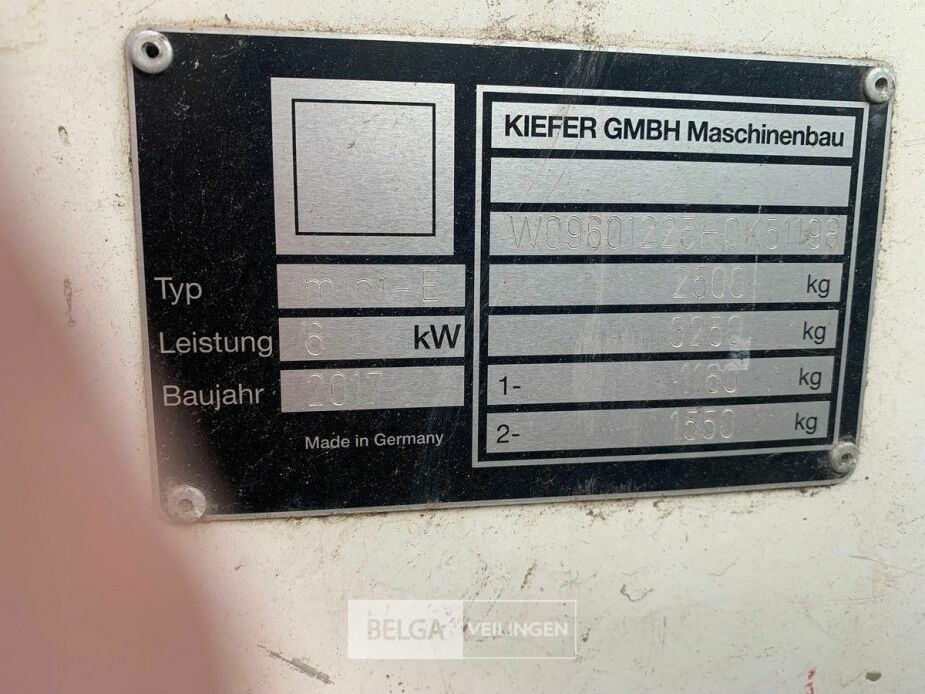 KIEFER GMBH Maschinenbau
2500 kg
Typ mini-E
Leistung 6 kW
3250 kg
Baujahr 2017
1- 1160 kg
2- 1550 kg
Made in Germany
BELGA VEILINGEN